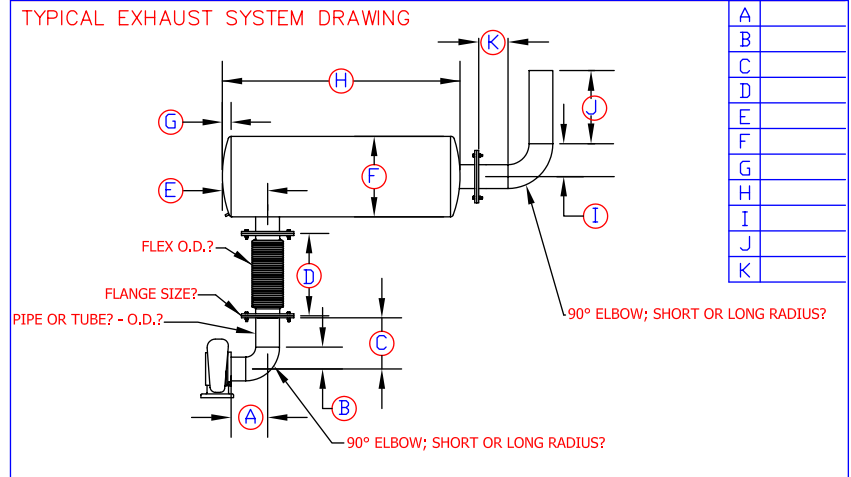 TYPICAL EXHAUST SYSTEM DRAWING
A
B
C
D
E
F
G
H
I
J
K
K
H
J
G
F
E
I
FLEX O.D.?
D
FLANGE SIZE?
PIPE OR TUBE? - O.D.?
90° ELBOW; SHORT OR LONG RADIUS?
C
B
A
90° ELBOW; SHORT OR LONG RADIUS?